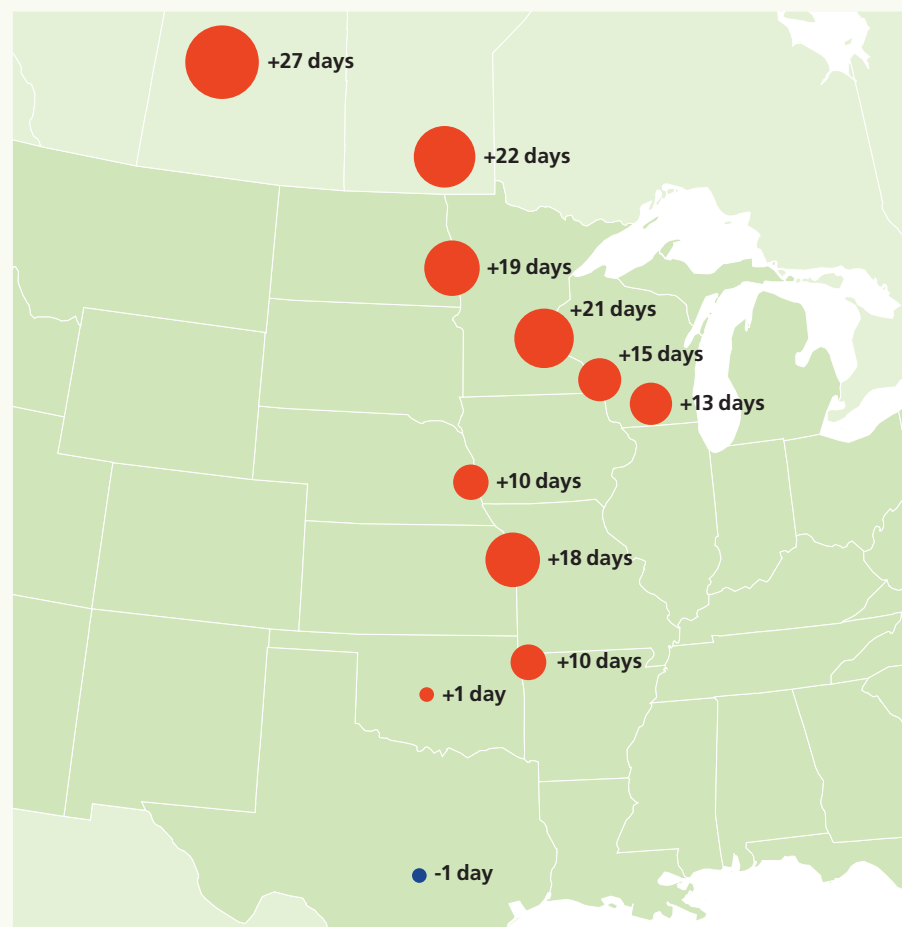 +27 days
+22 days
+19 days
+21 days
+15 days
+13 days
+10 days
+18 days
+10 days
+1 day
-1 day